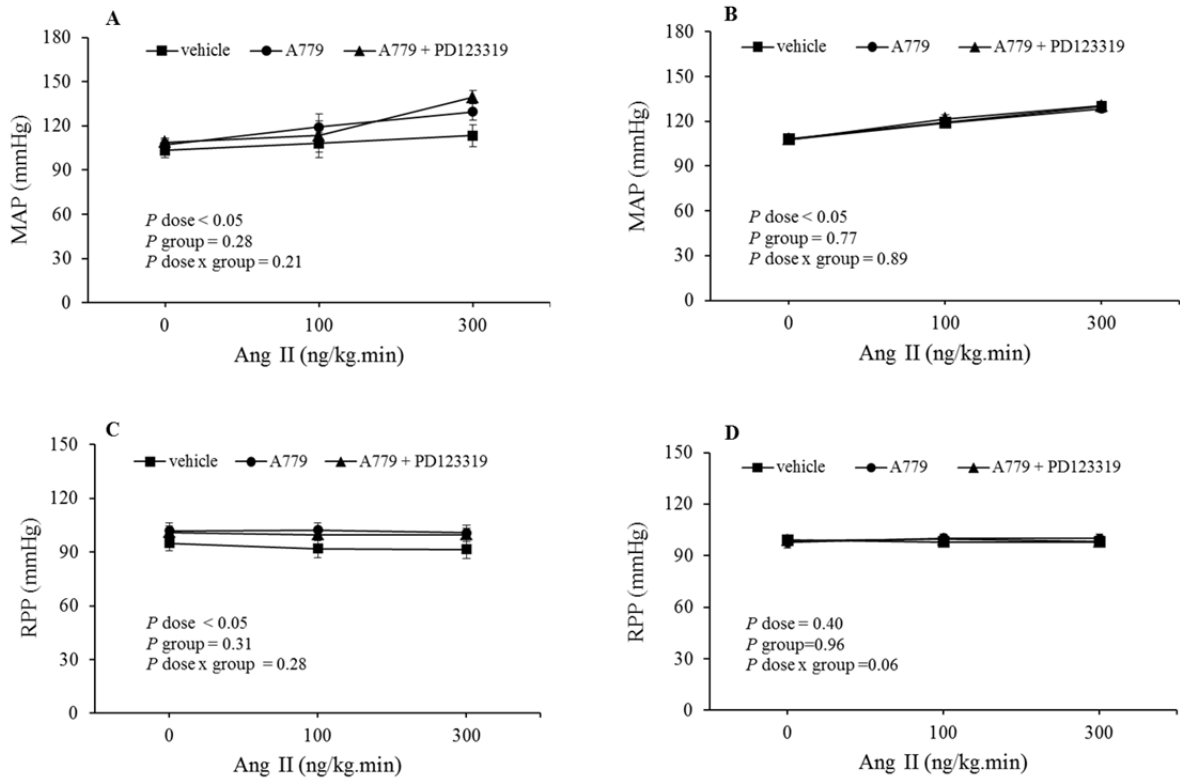 A
vehicle A779 A779 + PD123319
MAP (mmHg)
180
150
120
90
60
30
0
P dose < 0.05
P group = 0.28
P dose x group = 0.21
0 100 300
Ang II (ng/kg.min)
B
vehicle A779 A779 + PD123319
MAP (mmHg)
180
150
120
90
60
30
0
P dose < 0.05
P group = 0.77
P dose x group = 0.89
0 100 300
Ang II (ng/kg.min)
C
vehicle A779 A779 + PD123319
RPP (mmHg)
150
120
90
60
30
0
P dose < 0.05
P group = 0.31
P dose x group = 0.28
0 100 300
Ang II (ng/kg.min)
D
vehicle A779 A779 + PD123319
RPP (mmHg)
150
120
90
60
30
0
P dose = 0.40
P group=0.96
P dose x group =0.06
0 100 300
Ang II (ng/kg.min)